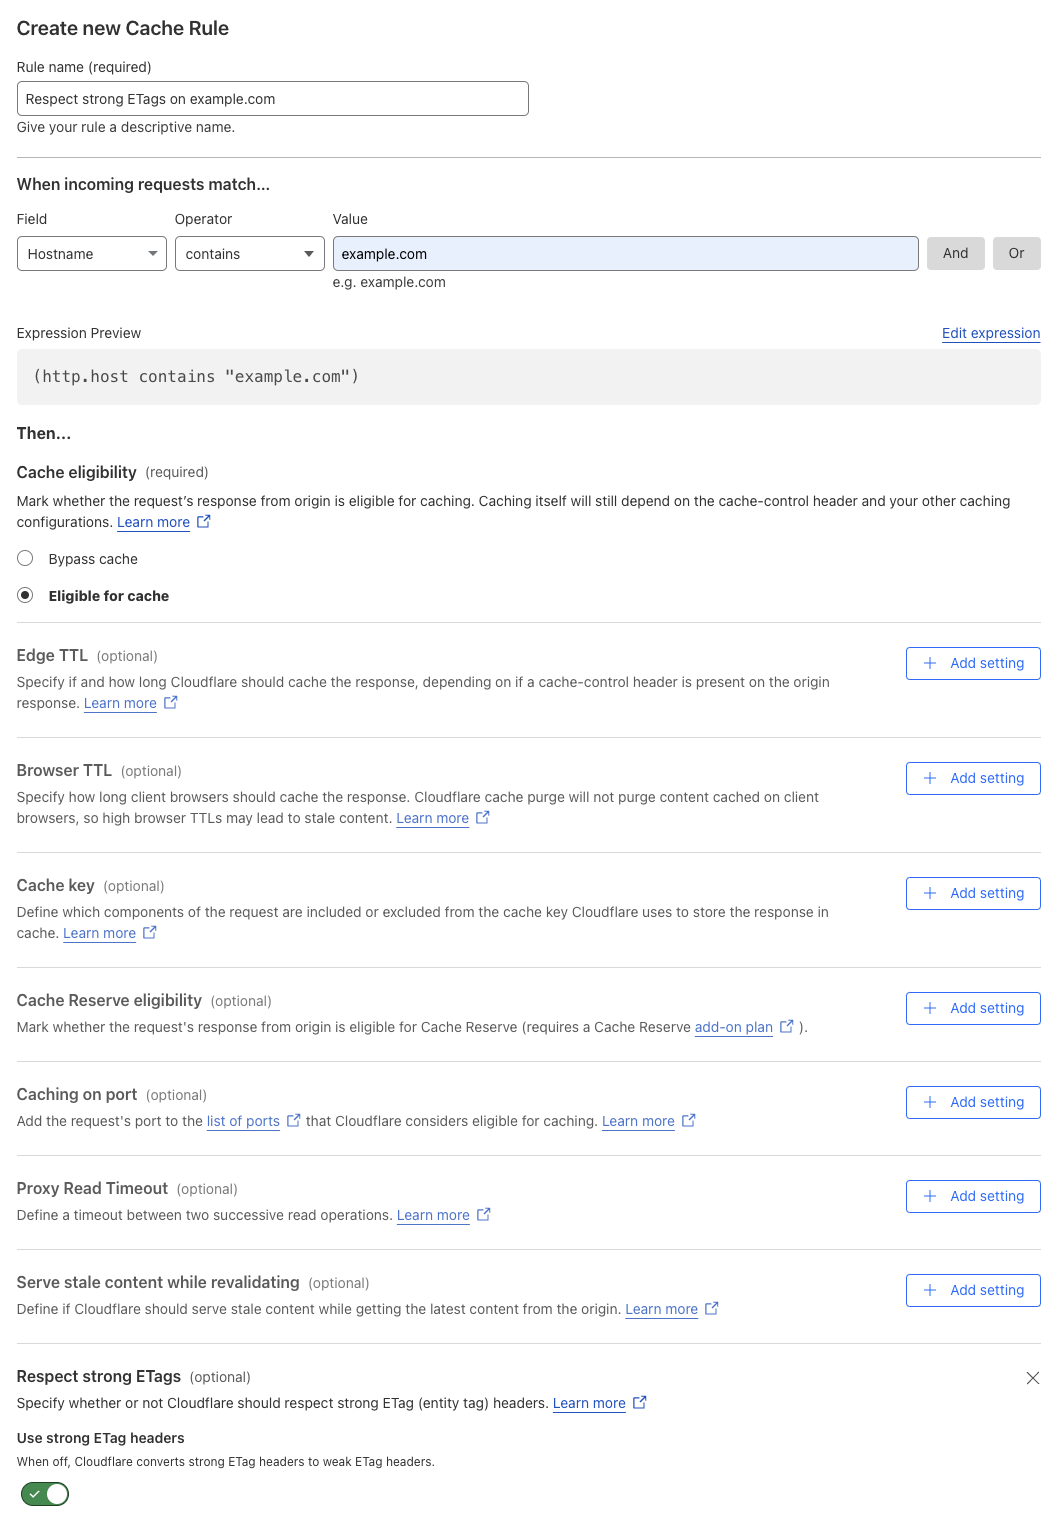 Create new Cache Rule
Rule name (required)
Respect strong ETags on example.com
Give your rule a descriptive name.
When incoming requests match...
Field Operator Value
Hostname contains example.com And Or
e.g. example.com
Expression Preview Edit expression
(http.host contains "example.com")
Then...
Cache eligibility (required)
Mark whether the request's response from origin is eligible for caching. Caching itself will still depend on the cache-control header and your other caching
configurations. Learn more
Bypass cache
Eligible for cache
Edge TTL (optional)
Add setting
Specify if and how long Cloudflare should cache the response, depending on if a cache-control header is present on the origin
response. Learn more
Browser TTL (optional)
Add setting
Specify how long client browsers should cache the response. Cloudflare cache purge will not purge content cached on client
browsers, so high browser TTLs may lead to stale content. Learn more
Cache key (optional)
Add setting
Define which components of the request are included or excluded from the cache key Cloudflare uses to store the response in
cache. Learn more
Cache Reserve eligibility (optional)
Add setting
Mark whether the request's response from origin is eligible for Cache Reserve (requires a Cache Reserve add-on plan ).
Caching on port (optional)
Add setting
Add the request's port to the list of ports that Cloudflare considers eligible for caching. Learn more
Proxy Read Timeout (optional)
Add setting
Define a timeout between two successive read operations. Learn more
Serve stale content while revalidating (optional)
Add setting
Define if Cloudflare should serve stale content while getting the latest content from the origin. Learn more
Respect strong ETags (optional)
Specify whether or not Cloudflare should respect strong ETag (entity tag) headers. Learn more
Use strong ETag headers
When off, Cloudflare converts strong ETag headers to weak ETag headers.